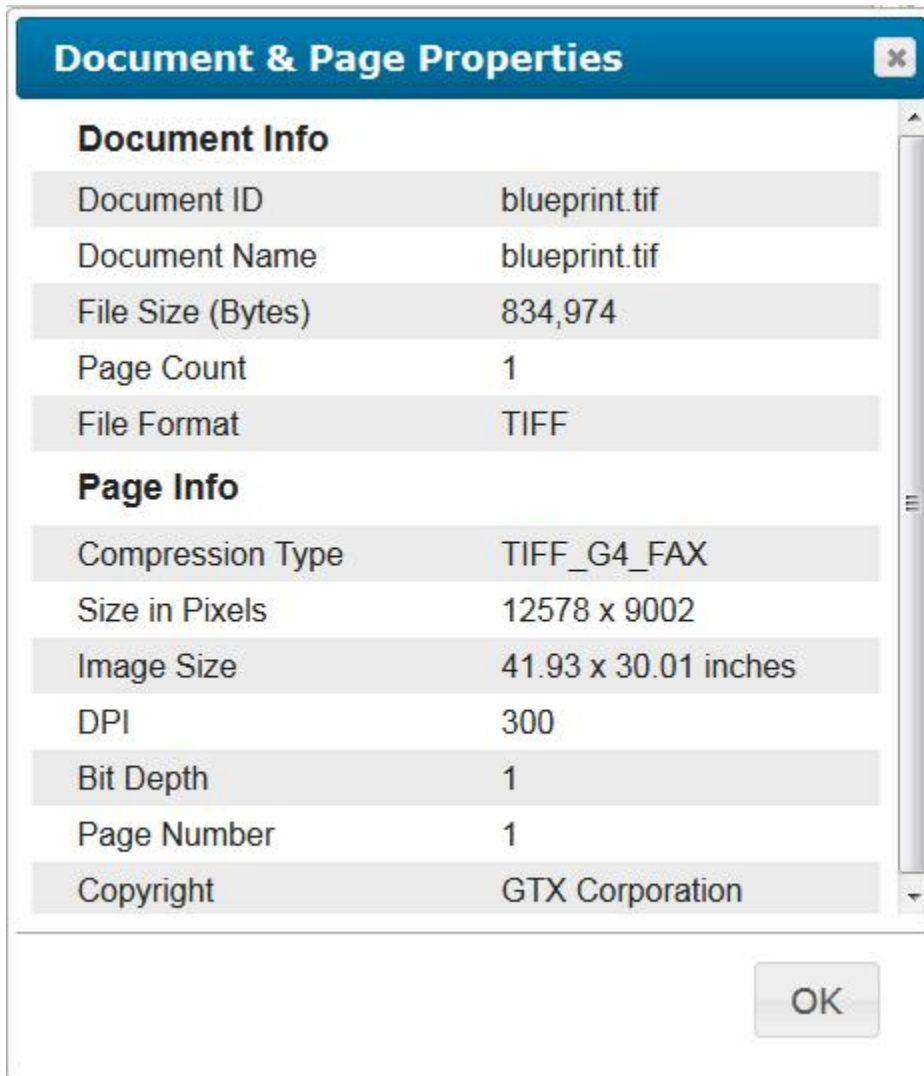 Document & Page Properties
Document Info
Document ID blueprint.tif
Document Name blueprint.tif
File Size (Bytes) 834,974
Page Count 1
File Format TIFF
Page Info
Compression Type TIFF_G4_FAX
Size in Pixels 12578 x 9002
Image Size 41.93 x 30.01 inches
DPI 300
Bit Depth 1
Page Number 1
Copyright GTX Corporation
OK